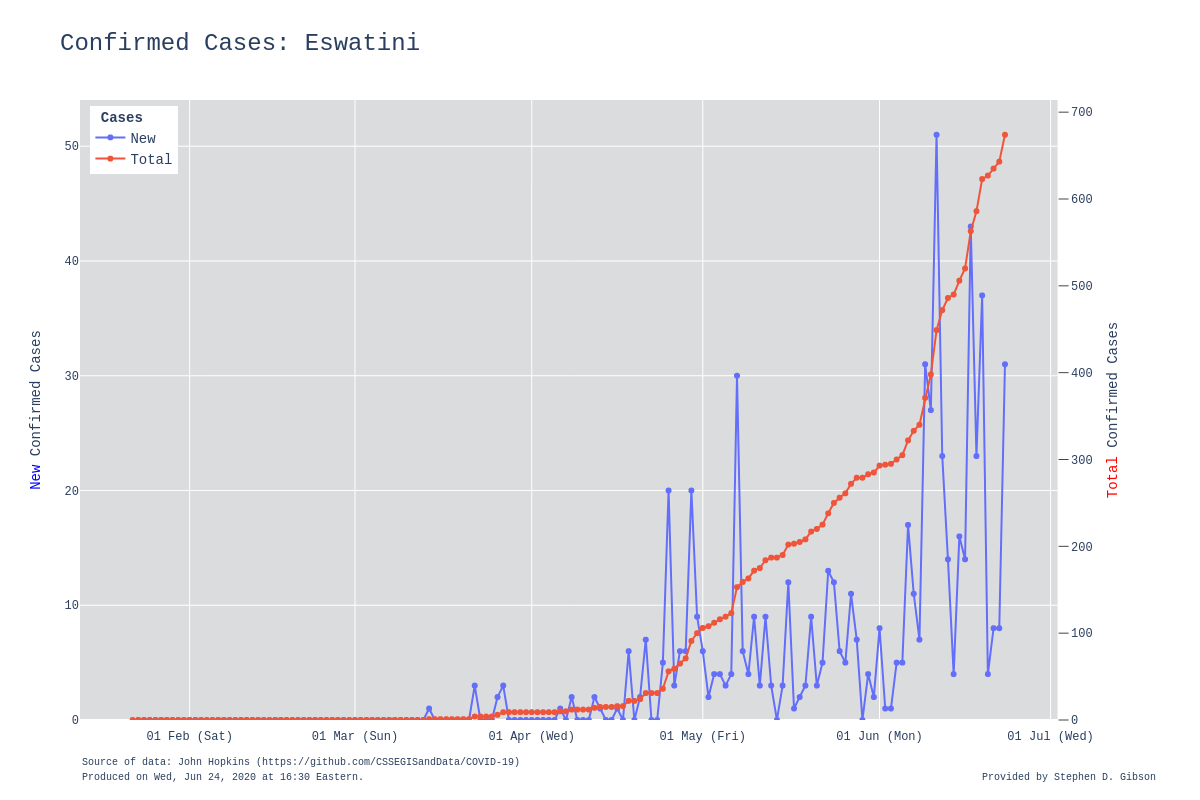 Confirmed Cases: Eswatini
Cases
New
Total
50
40
30
20
10
0
700
600
500
400
300
200
100
0
New Confirmed Cases
Total Confirmed Cases
01 Feb (Sat) 01 Mar (Sun) 01 Apr (Wed) 01 May (Fri) 01 Jun (Mon) 01 Jul (Wed)
Source of data: John Hopkins (https://github.com/CSSEGISandData/COVID-19)
Produced on Wed, Jun 24, 2020 at 16:30 Eastern.
Provided by Stephen D. Gibson